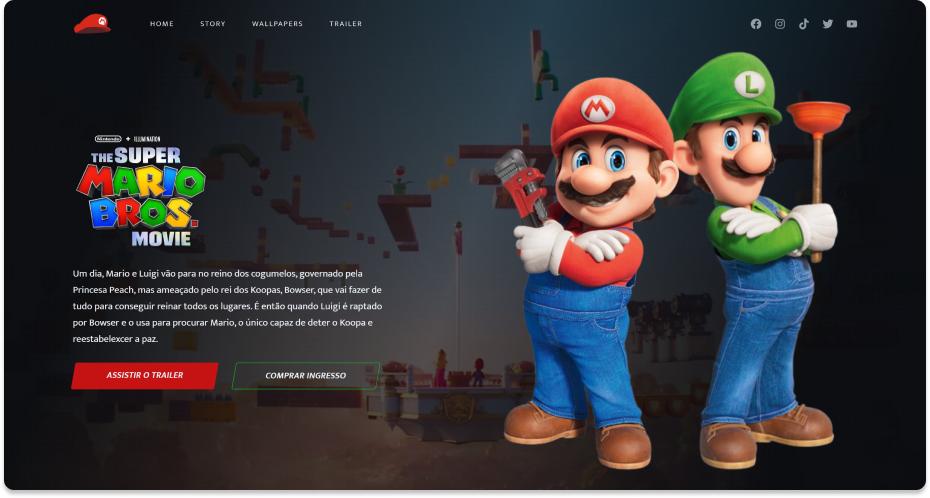 HOME STORY WALLPAPERS TRAILER
Nintendo + ILLUMINATION
THE SUPER
MARIO
BROS.
MOVIE
Um dia, Mario e Luigi vão para no reino dos cogumelos, governado pela
Princesa Peach, mas ameaçado pelo rei dos Koopas, Bowser, que vai fazer de
tudo para conseguir reinar todos os lugares. É então quando Luigi é raptado
por Bowser e o usa para procurar Mario, o único capaz de deter o Koopa e
reestabelexcer a paz.
ASSISTIR O TRAILER COMPRAR INGRESSO
M
L